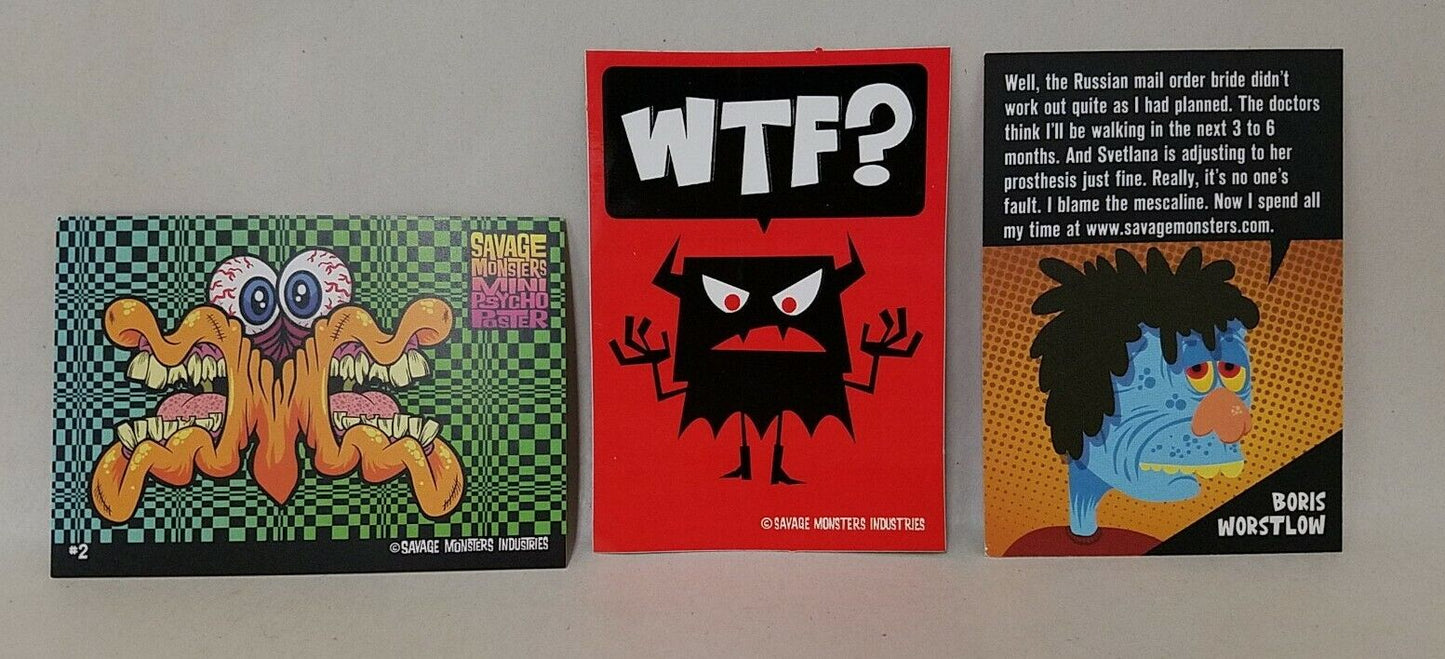 SAVAGE
MONSTERS
MINI
PSYCHO
POSTER
#2
©SAVAGE MONSTERS INDUSTRIES
WTF?
©SAVAGE MONSTERS INDUSTRIES
Well, the Russian mail order bride didn't
work out quite as I had planned. The doctors
think I'll be walking in the next 3 to 6
months. And Svetlana is adjusting to her
prosthesis just fine. Really, it's no one's
fault. I blame the mescaline. Now I spend all
my time at www.savagemonsters.com.
BORIS
WORSTLOW